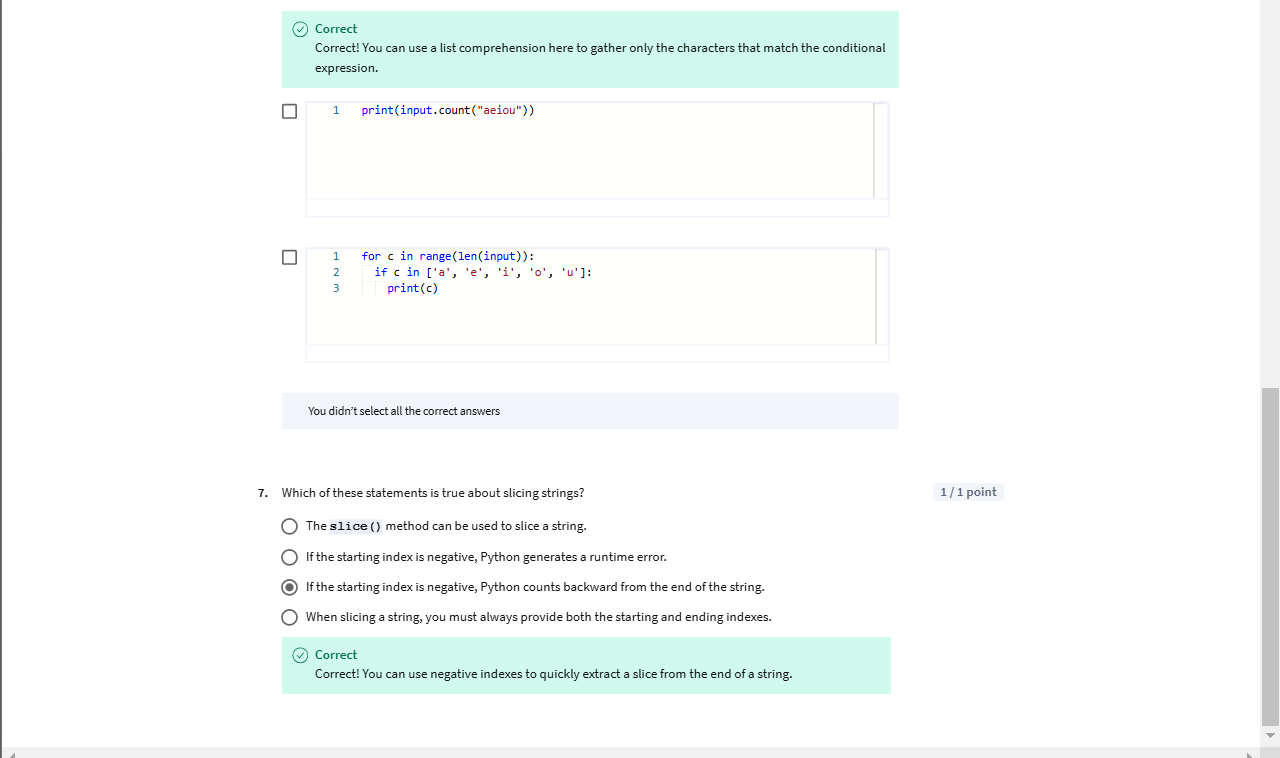 Correct
Correct! You can use a list comprehension here to gather only the characters that match the conditional
expression.
1 print(input.count("aeiou"))
1 for c in range(len(input)):
2 if c in ['a', 'e', 'i', 'o', 'u']:
3 print(c)
You didn't select all the correct answers
7. Which of these statements is true about slicing strings? 1 / 1 point
The slice() method can be used to slice a string.
If the starting index is negative, Python generates a runtime error.
If the starting index is negative, Python counts backward from the end of the string.
When slicing a string, you must always provide both the starting and ending indexes.
Correct
Correct! You can use negative indexes to quickly extract a slice from the end of a string.